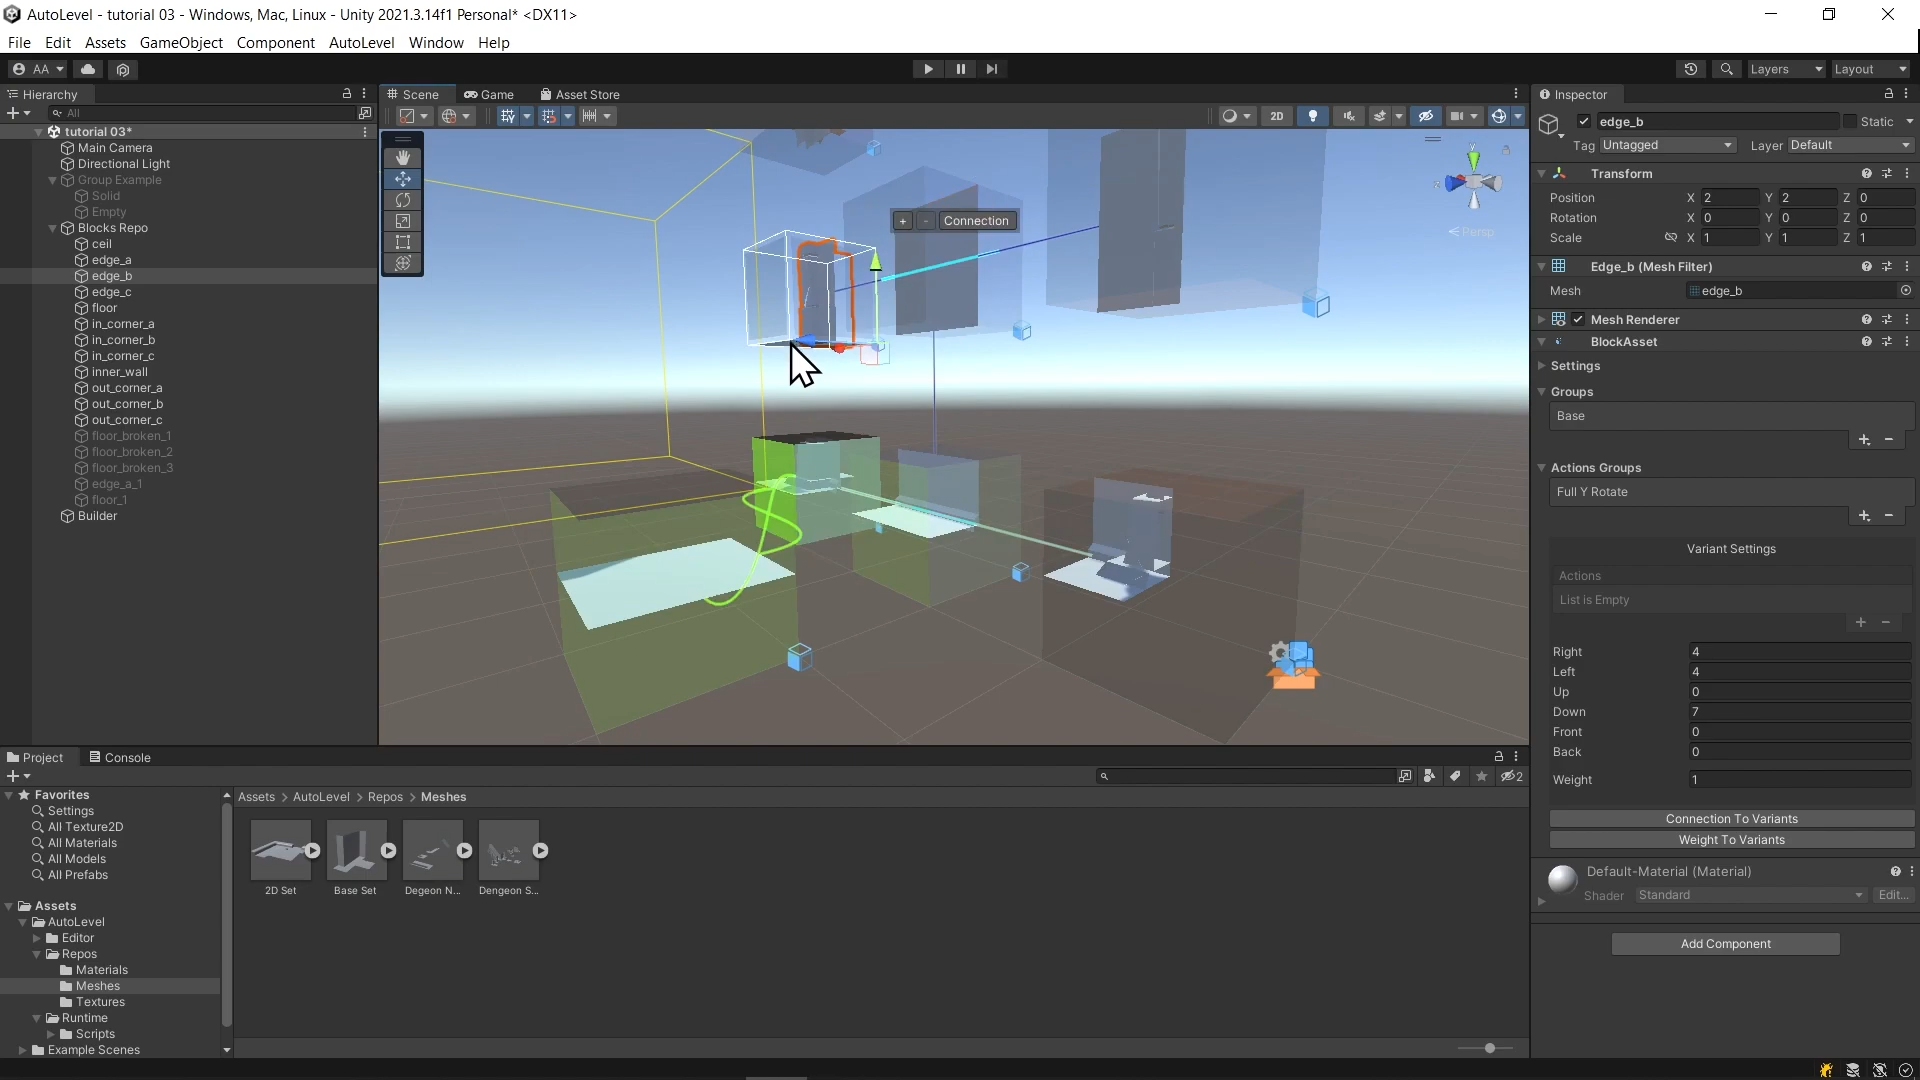 AutoLevel - tutorial 03 - Windows, Mac, Linux - Unity 2021.3.14f1 Personal* <DX11>
File Edit Assets GameObject Component AutoLevel Window Help
AA
Layers
Layout
Hierarchy
All
tutorial 03*
Main Camera
Directional Light
Group Example
Solid
Empty
Blocks Repo
ceil
edge_a
edge_b
edge_c
floor
in_corner_a
in_corner_b
in_corner_c
inner_wall
out_corner_a
out_corner_b
out_corner_c
floor_broken_1
floor_broken_2
floor_broken_3
edge_a_1
floor_1
Builder
Scene Game Asset Store
2D
+ - Connection
y
Persp
Inspector
edge_b
Static
Tag Untagged Layer Default
Transform
Position X 2 Y 2 Z 0
Rotation X 0 Y 0 Z 0
Scale X 1 Y 1 Z 1
Edge_b (Mesh Filter)
Mesh edge_b
Mesh Renderer
BlockAsset
Settings
Groups
Base
Actions Groups
Full Y Rotate
Variant Settings
Actions
List is Empty
Right 4
Left 4
Up 0
Down 7
Front 0
Back 0
Weight 1
Connection To Variants
Weight To Variants
Default-Material (Material)
Shader Standard Edit...
Add Component
Project Console
2
Favorites
Settings
All Texture2D
All Materials
All Models
All Prefabs
Assets
AutoLevel
Editor
Repos
Materials
Meshes
Textures
Runtime
Scripts
Example Scenes
Assets > AutoLevel > Repos > Meshes
2D Set
Base Set
Degeon N...
Dengeon S...